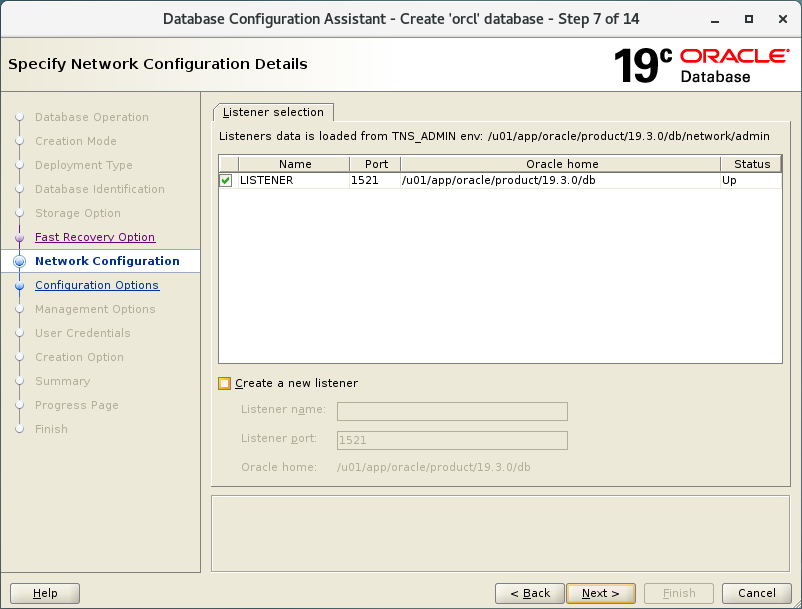 Database Configuration Assistant - Create 'orcl' database - Step 7 of 14
Specify Network Configuration Details
19c ORACLE
Database
Database Operation
Creation Mode
Deployment Type
Database Identification
Storage Option
Fast Recovery Option
Network Configuration
Configuration Options
Management Options
User Credentials
Creation Option
Summary
Progress Page
Finish
Listener selection
Listeners data is loaded from TNS_ADMIN env: /u01/app/oracle/product/19.3.0/db/network/admin
Name Port Oracle home Status
LISTENER 1521 /u01/app/oracle/product/19.3.0/db Up
Create a new listener
Listener name:
Listener port: 1521
Oracle home: /u01/app/oracle/product/19.3.0/db
Help < Back Next > Finish Cancel